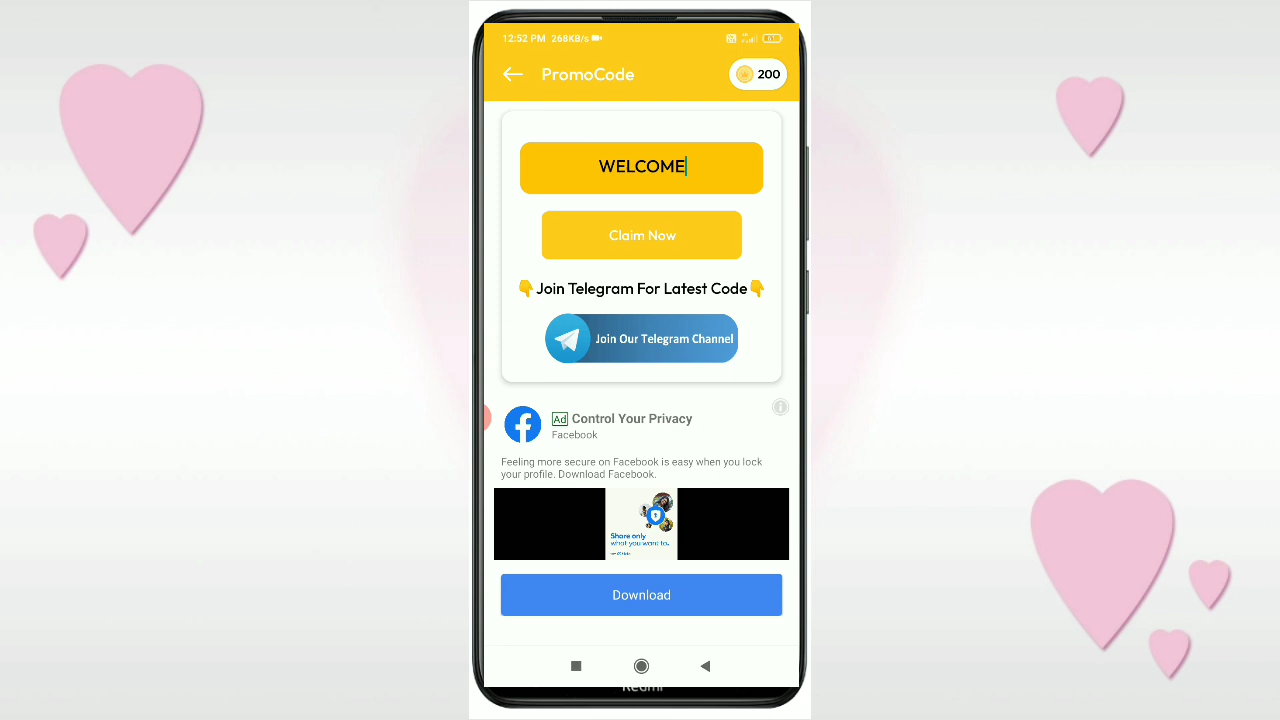 12:52 PM 268KB/s
PromoCode
200
WELCOME
Claim Now
👇Join Telegram For Latest Code👇
Join Our Telegram Channel
Ad Control Your Privacy
Facebook
Feeling more secure on Facebook is easy when you lock
your profile. Download Facebook.
Share only
what you want to.
Download
Redmi